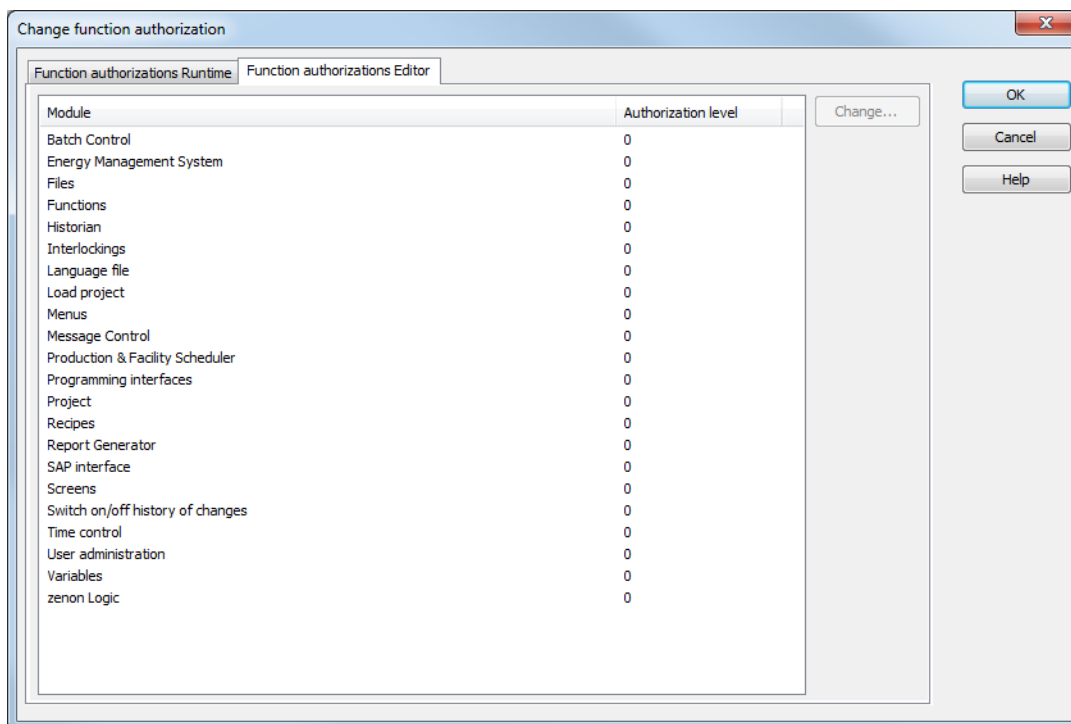 Change function authorization
Function authorizations Runtime Function authorizations Editor
Module Authorization level Change... OK
Batch Control 0 Cancel
Energy Management System 0
Files 0 Help
Functions 0
Historian 0
Interlockings 0
Language file 0
Load project 0
Menus 0
Message Control 0
Production & Facility Scheduler 0
Programming interfaces 0
Project 0
Recipes 0
Report Generator 0
SAP interface 0
Screens 0
Switch on/off history of changes 0
Time control 0
User administration 0
Variables 0
zenon Logic 0